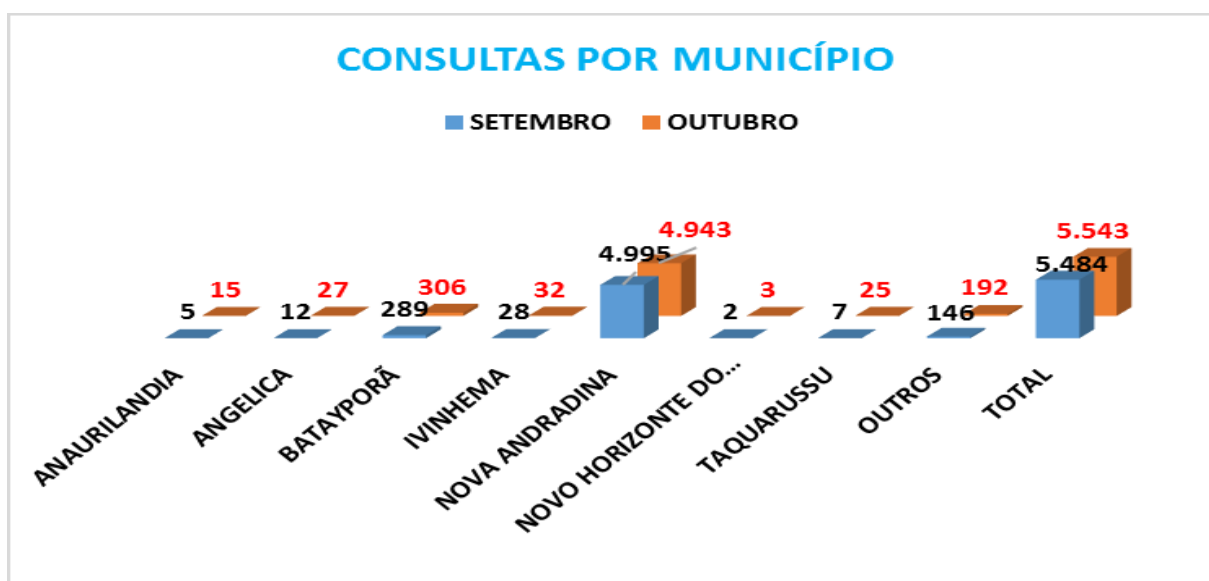 CONSULTAS POR MUNICÍPIO
SETEMBRO OUTUBRO
5 15 12 27 289 306 28 32 4.995 4.943 2 3 7 25 146 192 5.484 5.543
ANAURILANDIA
ANGELICA
BATAYPORÃ
IVINHEMA
NOVA ANDRADINA
NOVO HORIZONTE DO...
TAQUARUSSU
OUTROS
TOTAL